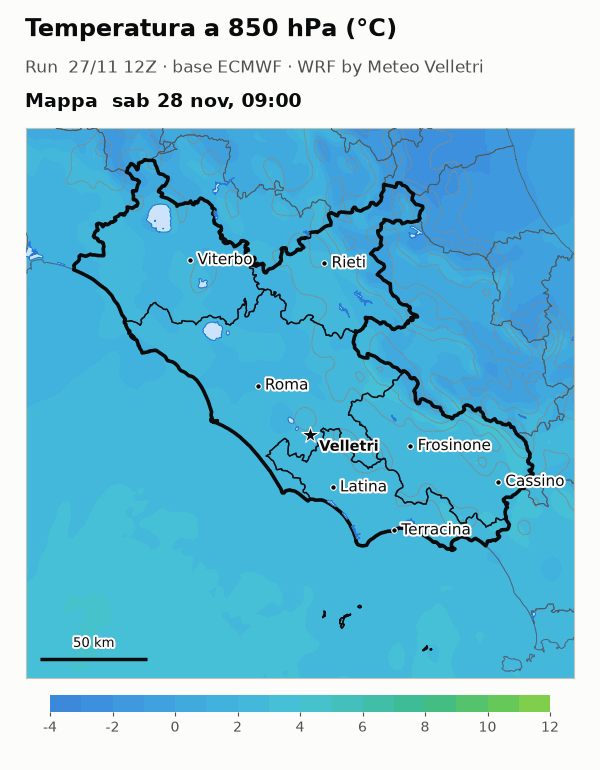 Temperatura a 850 hPa (°C)
Run  27/11 12Z · base ECMWF · WRF by Meteo Velletri
Mappa  sab 28 nov, 09:00
Viterbo
Rieti
Roma
Velletri
Frosinone
Latina
Cassino
Terracina
50 km
-4 -2 0 2 4 6 8 10 12